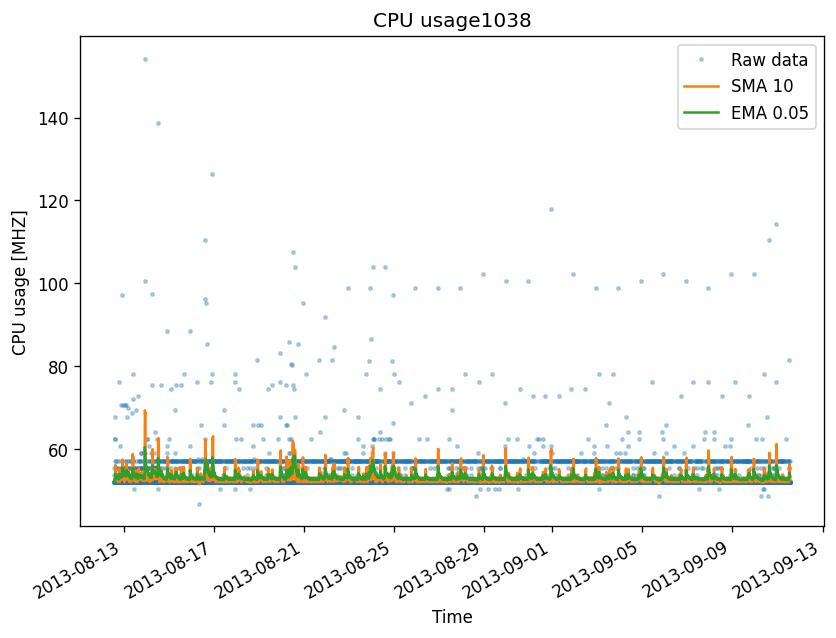 CPU usage1038
Raw data
SMA 10
EMA 0.05
CPU usage [MHZ]
140
120
100
80
60
2013-08-13
2013-08-17
2013-08-21
2013-08-25
2013-08-29
2013-09-01
2013-09-05
2013-09-09
2013-09-13
Time